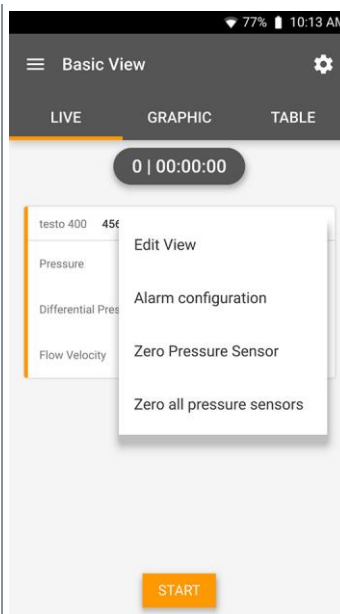 77% 10:13 AM
Basic View
LIVE GRAPHIC TABLE
0 | 00:00:00
testo 400 456
Edit View
Pressure
Alarm configuration
Differential Pres
Zero Pressure Sensor
Flow Velocity
Zero all pressure sensors
START